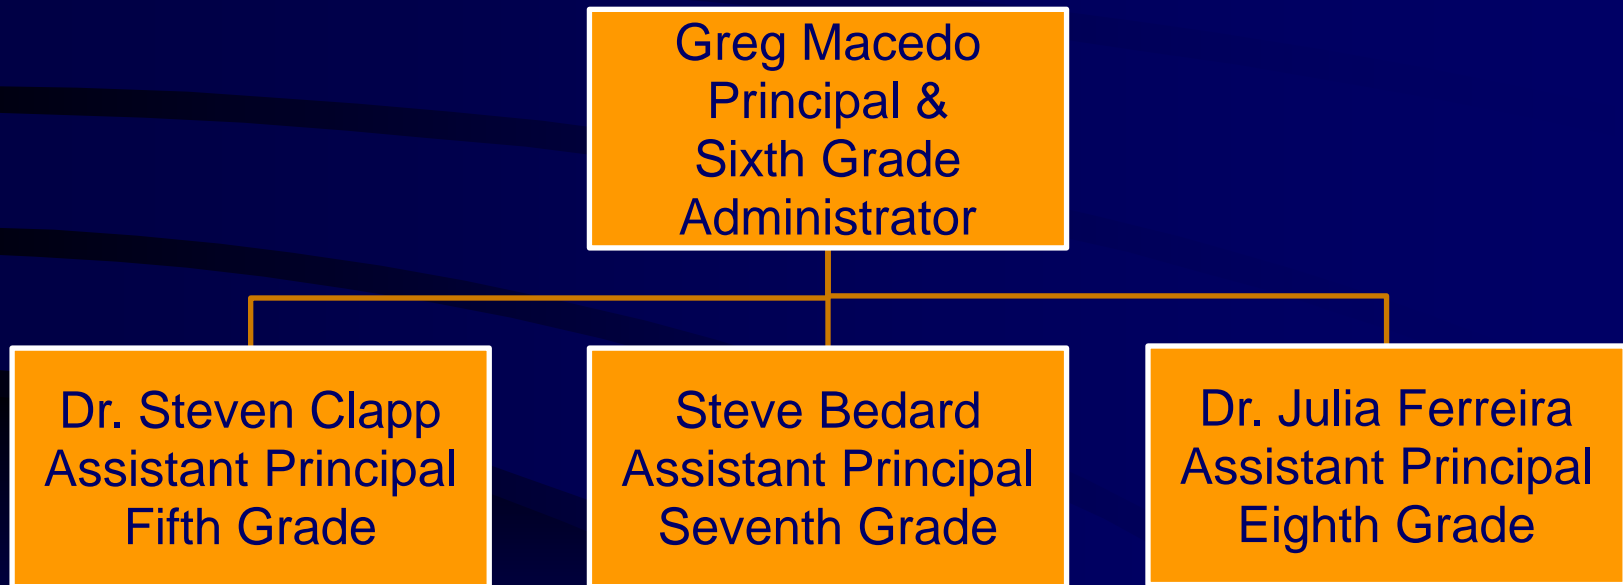 Greg Macedo
Principal &
Sixth Grade
Administrator
Dr. Steven Clapp
Assistant Principal
Fifth Grade
Steve Bedard
Assistant Principal
Seventh Grade
Dr. Julia Ferreira
Assistant Principal
Eighth Grade